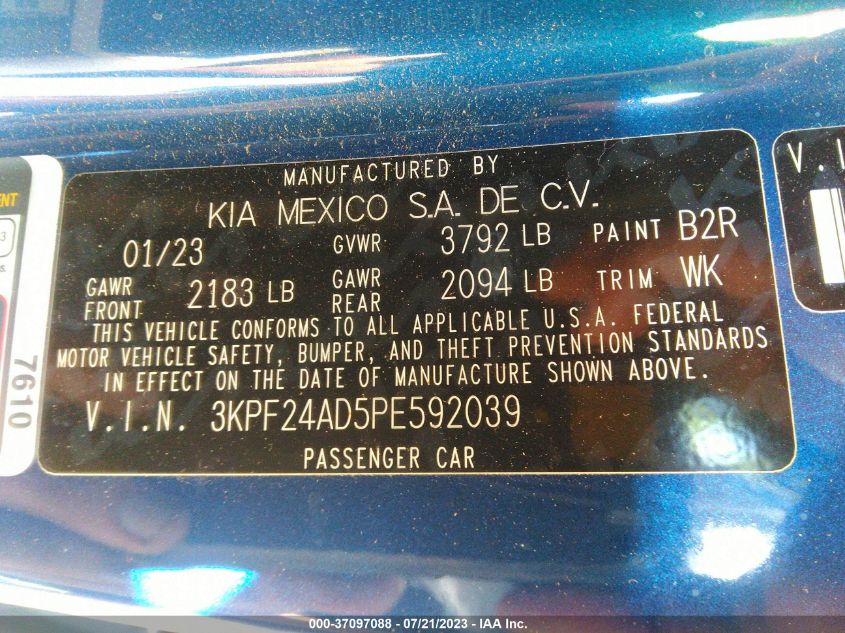 MANUFACTURED BY
KIA MEXICO S.A. DE C.V.
01/23 GVWR 3792 LB PAINT B2R
GAWR FRONT 2183 LB GAWR REAR 2094 LB TRIM WK
THIS VEHICLE CONFORMS TO ALL APPLICABLE U.S.A. FEDERAL
MOTOR VEHICLE SAFETY, BUMPER, AND THEFT PREVENTION STANDARDS
IN EFFECT ON THE DATE OF MANUFACTURE SHOWN ABOVE.
V.I.N. 3KPF24AD5PE592039
PASSENGER CAR
7610
000-37097088 - 07/21/2023 - IAA Inc.